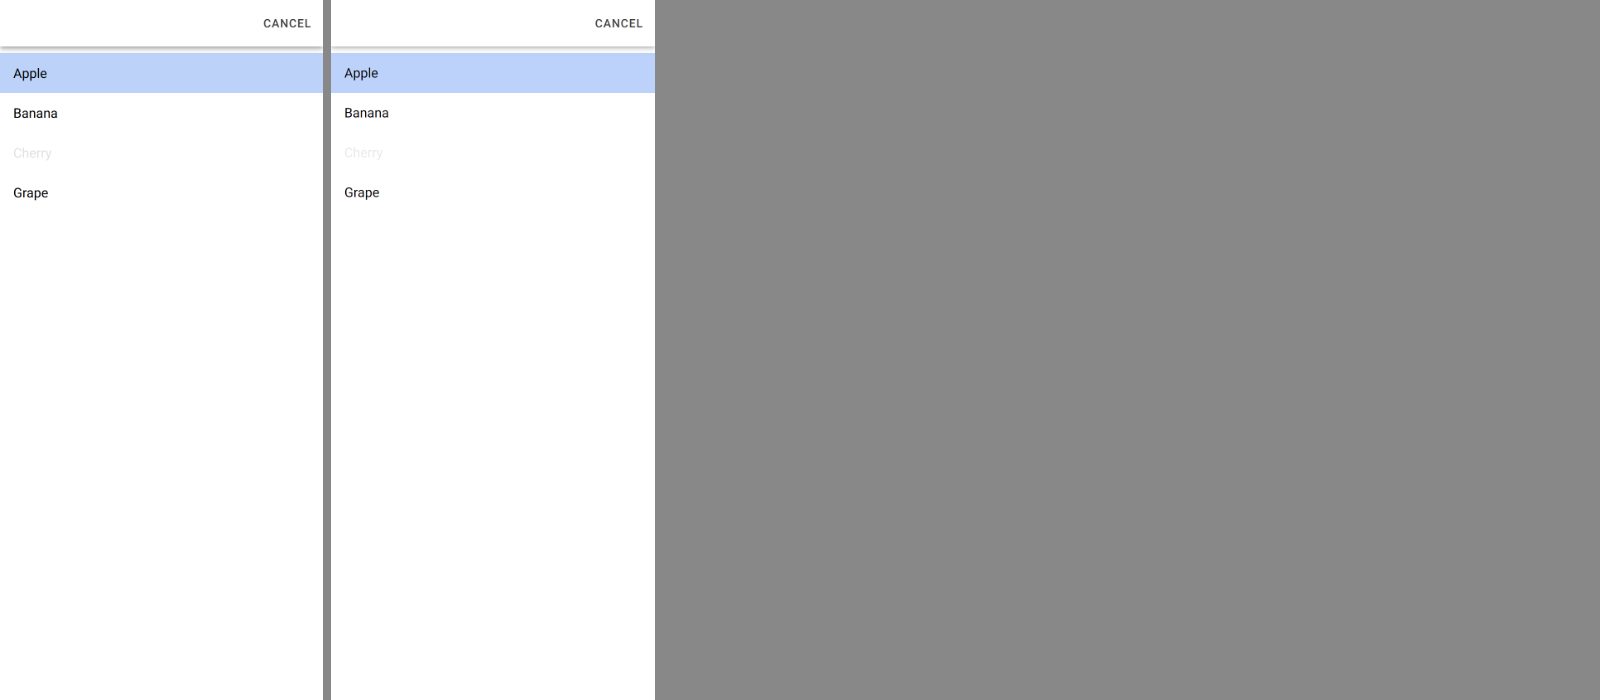 CANCEL
Apple
Banana
Cherry
Grape
CANCEL
Apple
Banana
Cherry
Grape